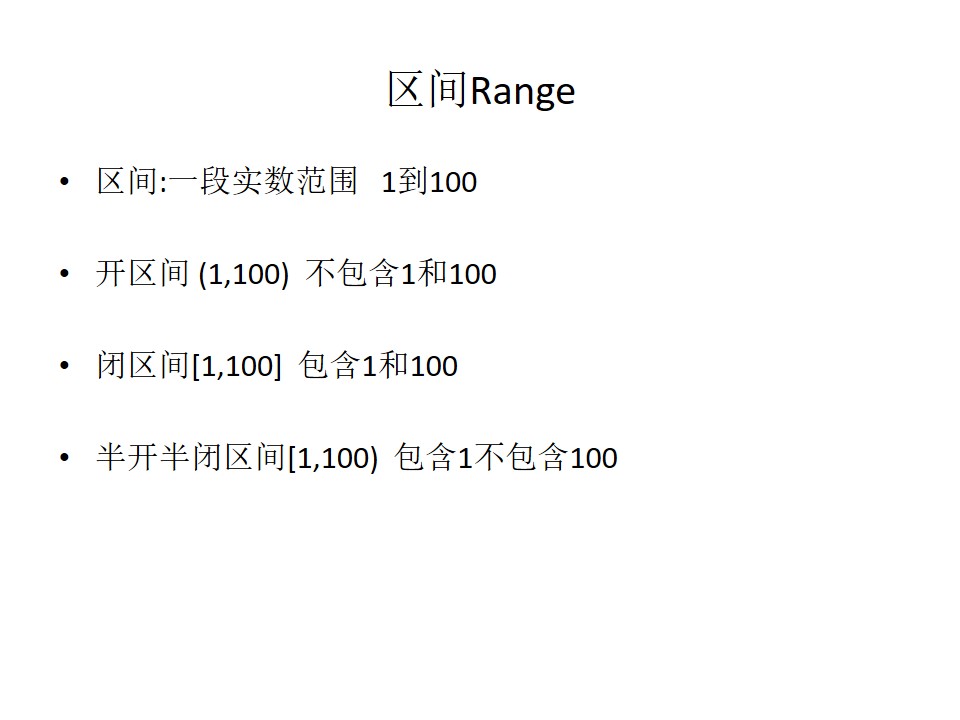 区间Range
• 区间:一段实数范围 1到100
• 开区间 (1,100) 不包含1和100
• 闭区间[1,100] 包含1和100
• 半开半闭区间[1,100) 包含1不包含100